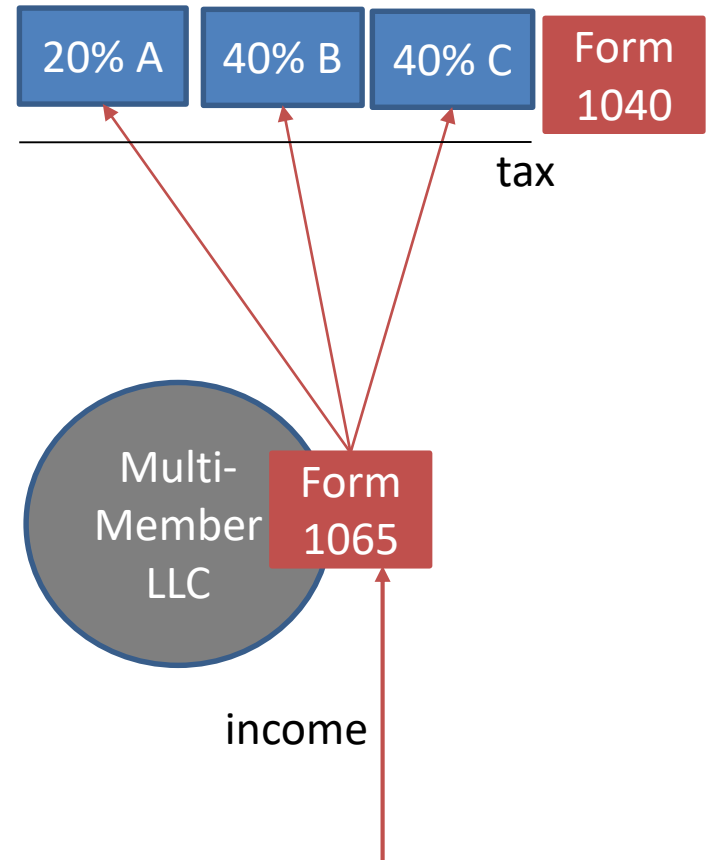 20% A
40% B
40% C
Form
1040
tax
Multi-
Member
LLC
Form
1065
income